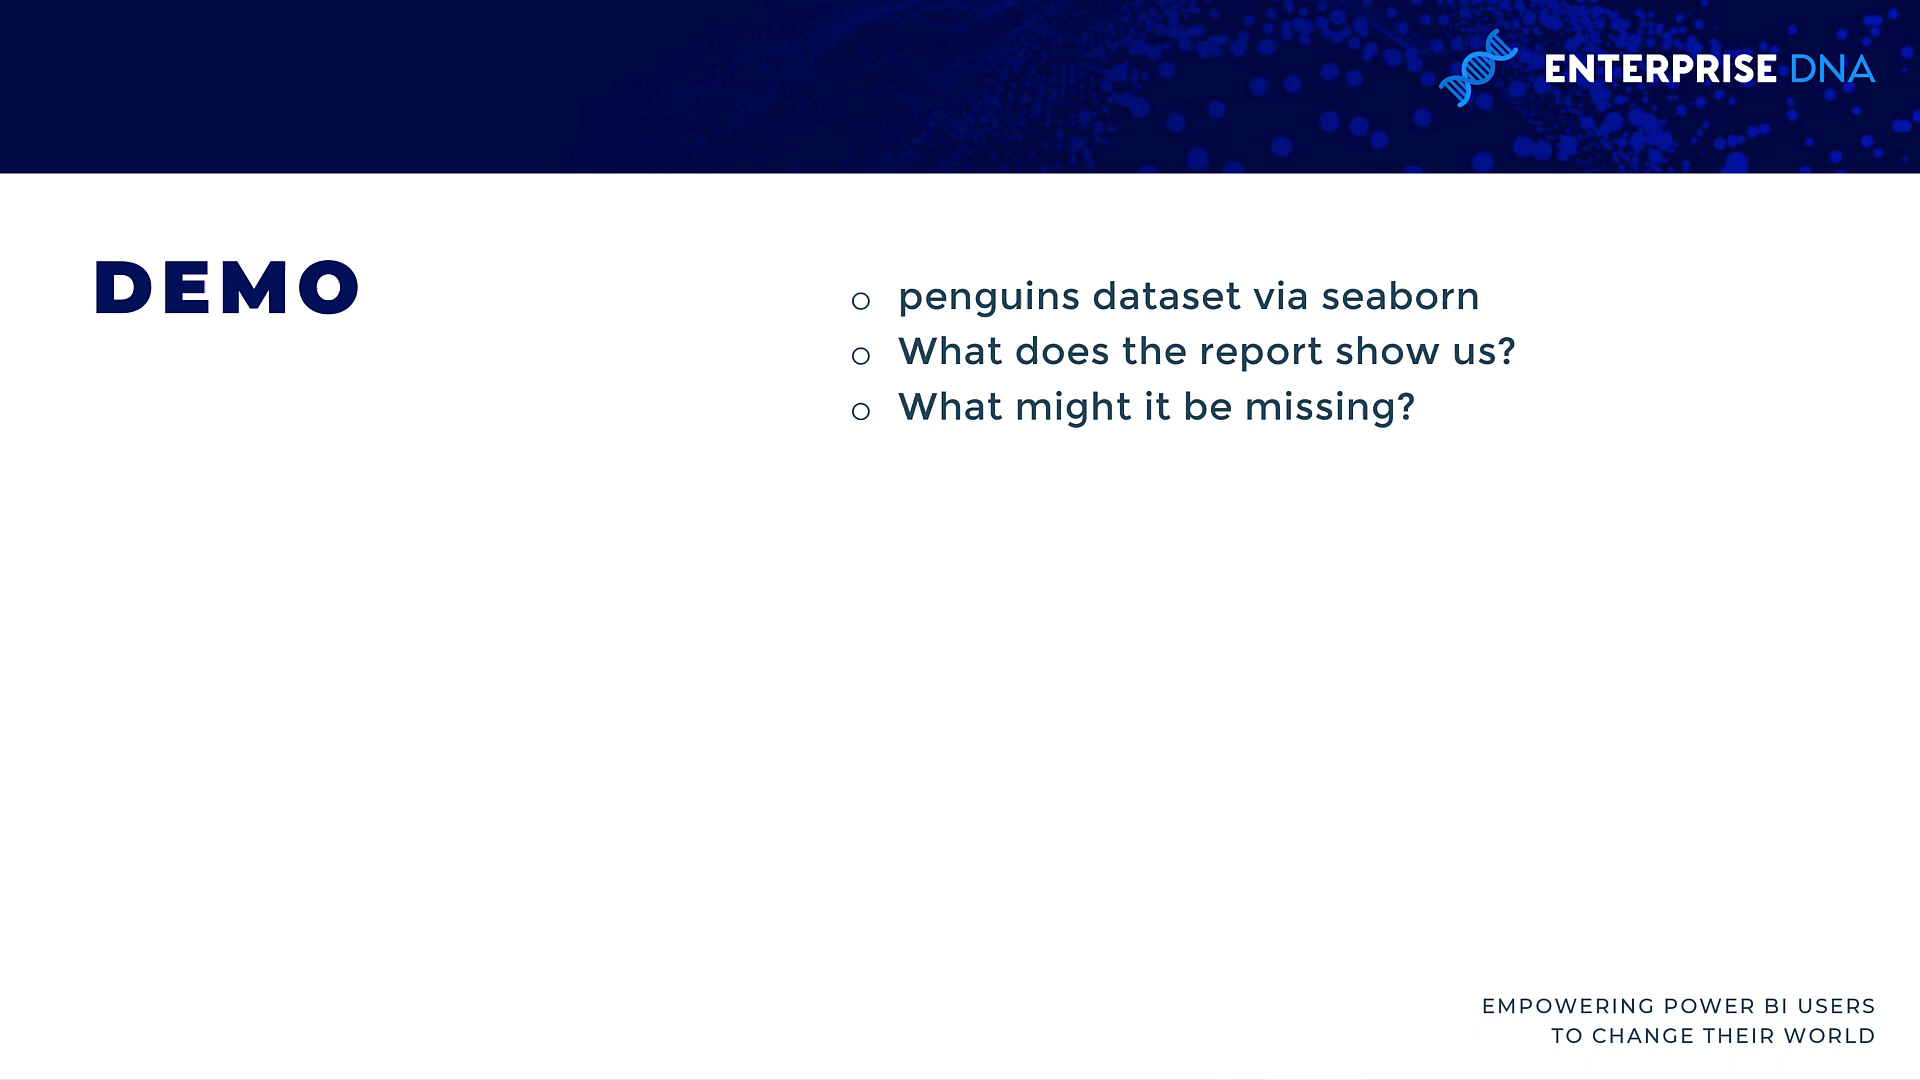 ENTERPRISE DNA
DEMO
penguins dataset via seaborn
What does the report show us?
What might it be missing?
EMPOWERING POWER BI USERS
TO CHANGE THEIR WORLD